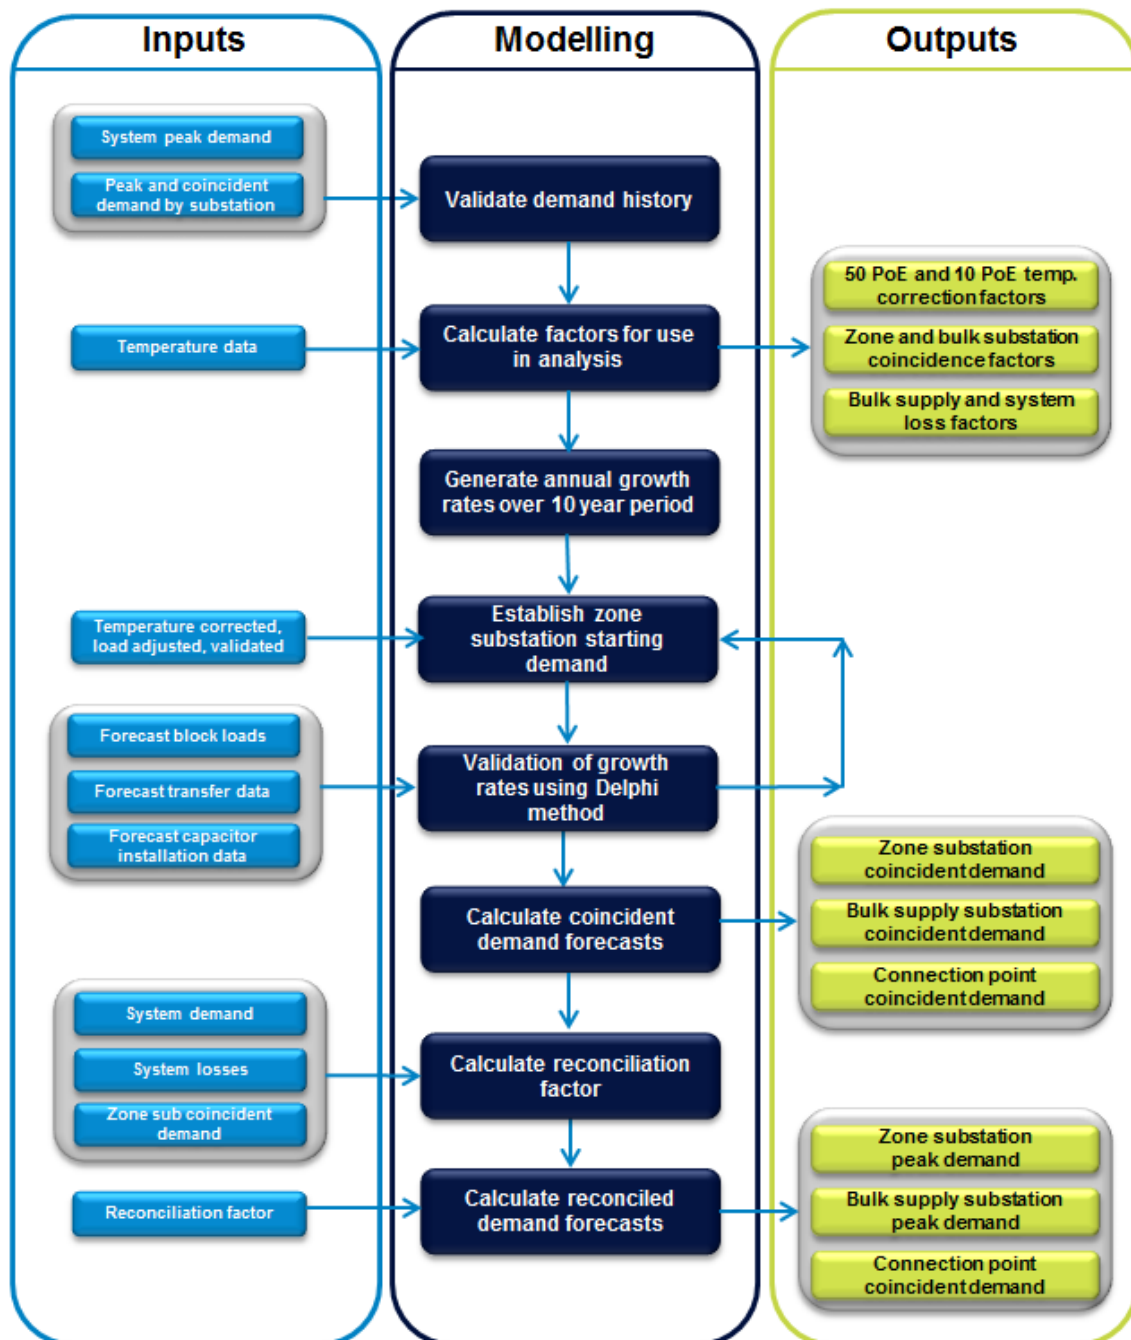 Inputs
Modelling
Outputs
System peak demand
Peak and coincident
demand by substation
Validate demand history
50 PoE and 10 PoE temp.
correction factors
Temperature data
Calculate factors for use
in analysis
Zone and bulk substation
coincidence factors
Bulk supply and system
loss factors
Generate annual growth
rates over 10 year period
Temperature corrected,
load adjusted, validated
Establish zone
substation starting
demand
Forecast block loads
Forecast transfer data
Forecast capacitor
installation data
Validation of growth
rates using Delphi
method
Zone substation
coincident demand
Calculate coincident
demand forecasts
Bulk supply substation
coincident demand
Connection point
coincident demand
System demand
System losses
Zone sub coincident
demand
Calculate reconciliation
factor
Zone substation
peak demand
Reconciliation factor
Calculate reconciled
demand forecasts
Bulk supply substation
peak demand
Connection point
coincident demand